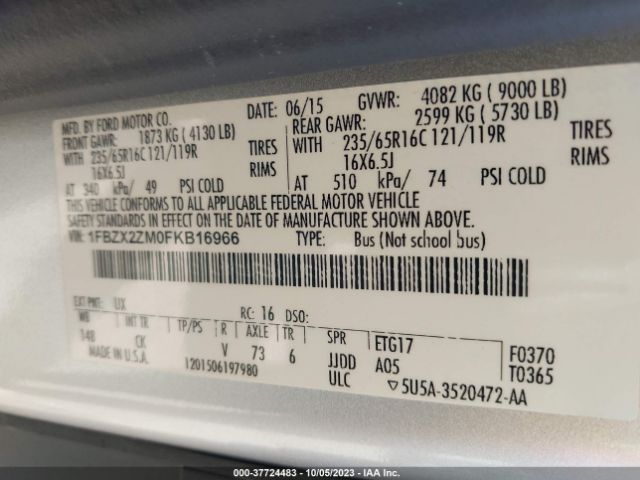 MFD. BY FORD MOTOR CO.
DATE: 06/15 GVWR: 4082 KG ( 9000 LB)
FRONT GAWR: 1873 KG ( 4130 LB)
REAR GAWR: 2599 KG ( 5730 LB)
WITH 235/65R16C 121/119R TIRES
WITH 235/65R16C 121/119R TIRES
16X6.5J RIMS
16X6.5J RIMS
AT 340 kPa/ 49 PSI COLD
AT 510 kPa/ 74 PSI COLD
THIS VEHICLE CONFORMS TO ALL APPLICABLE FEDERAL MOTOR VEHICLE
SAFETY STANDARDS IN EFFECT ON THE DATE OF MANUFACTURE SHOWN ABOVE.
VIN: 1FBZX2ZM0FKB16966
TYPE: Bus (Not school bus)
EXT PNT: UX RC: 16 DSO:
WB INT TR TP/PS R AXLE TR SPR
148 CK V 73 6 JJDD
ULC
MADE IN U.S.A.
1201506197980
ETG17
A05
F0370
T0365
▽5U5A-3520472-AA
000-37724483 - 10/05/2023 - IAA Inc.